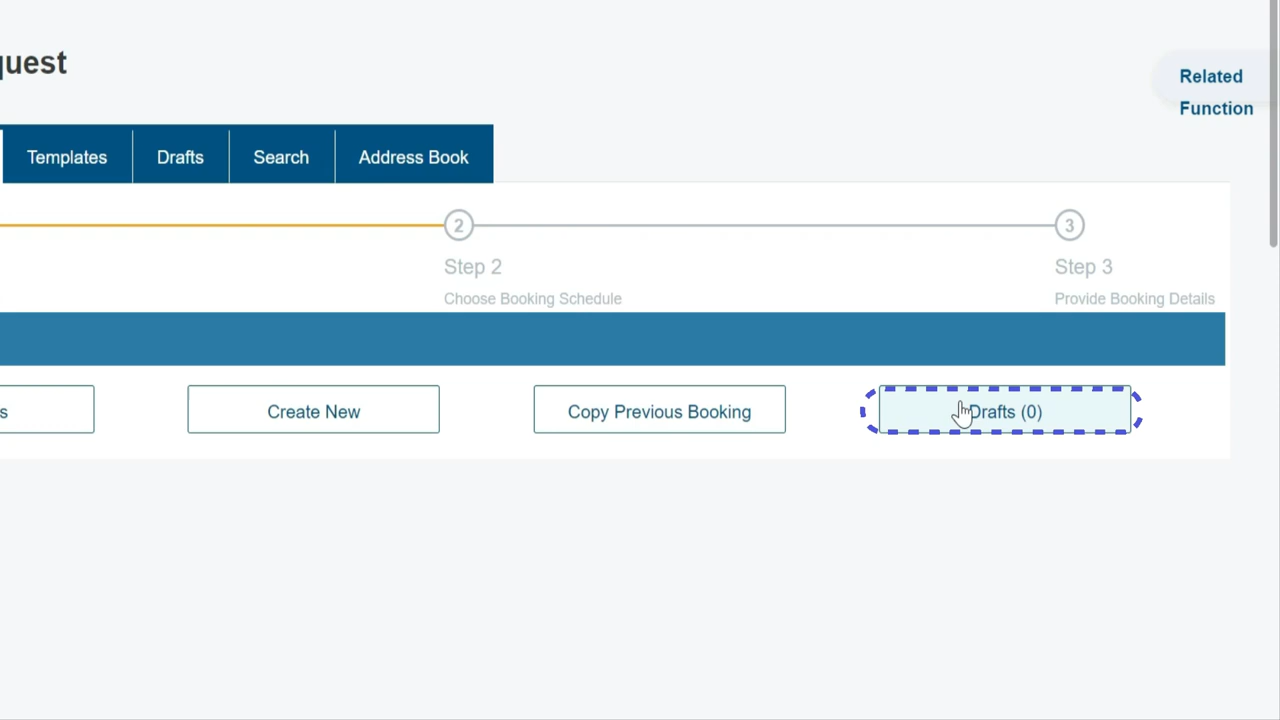 quest
Related
Function
Templates
Drafts
Search
Address Book
2
3
Step 2
Step 3
Choose Booking Schedule
Provide Booking Details
s
Create New
Copy Previous Booking
Drafts (0)